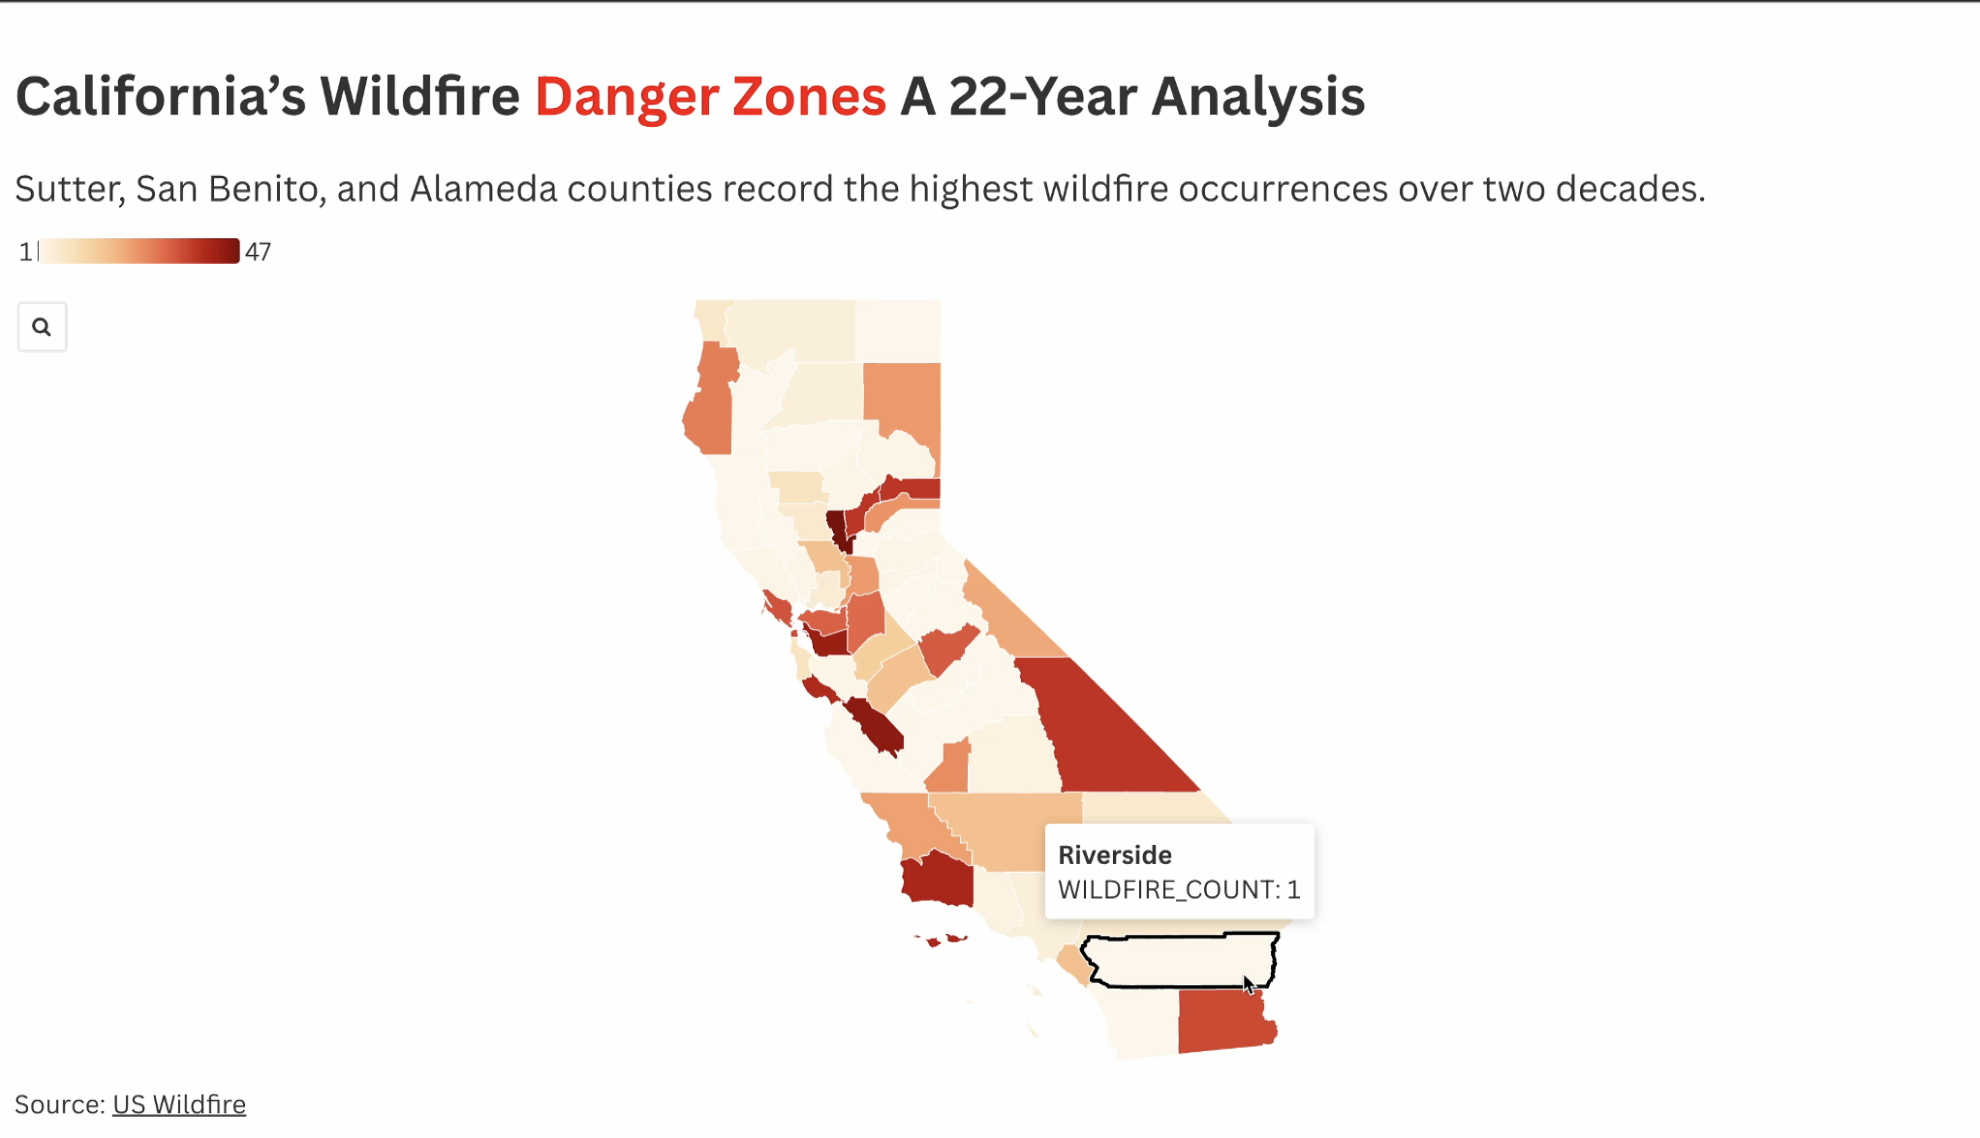 California’s Wildfire Danger Zones A 22-Year Analysis
Sutter, San Benito, and Alameda counties record the highest wildfire occurrences over two decades.
1 47
Riverside
WILDFIRE_COUNT: 1
Source: US Wildfire